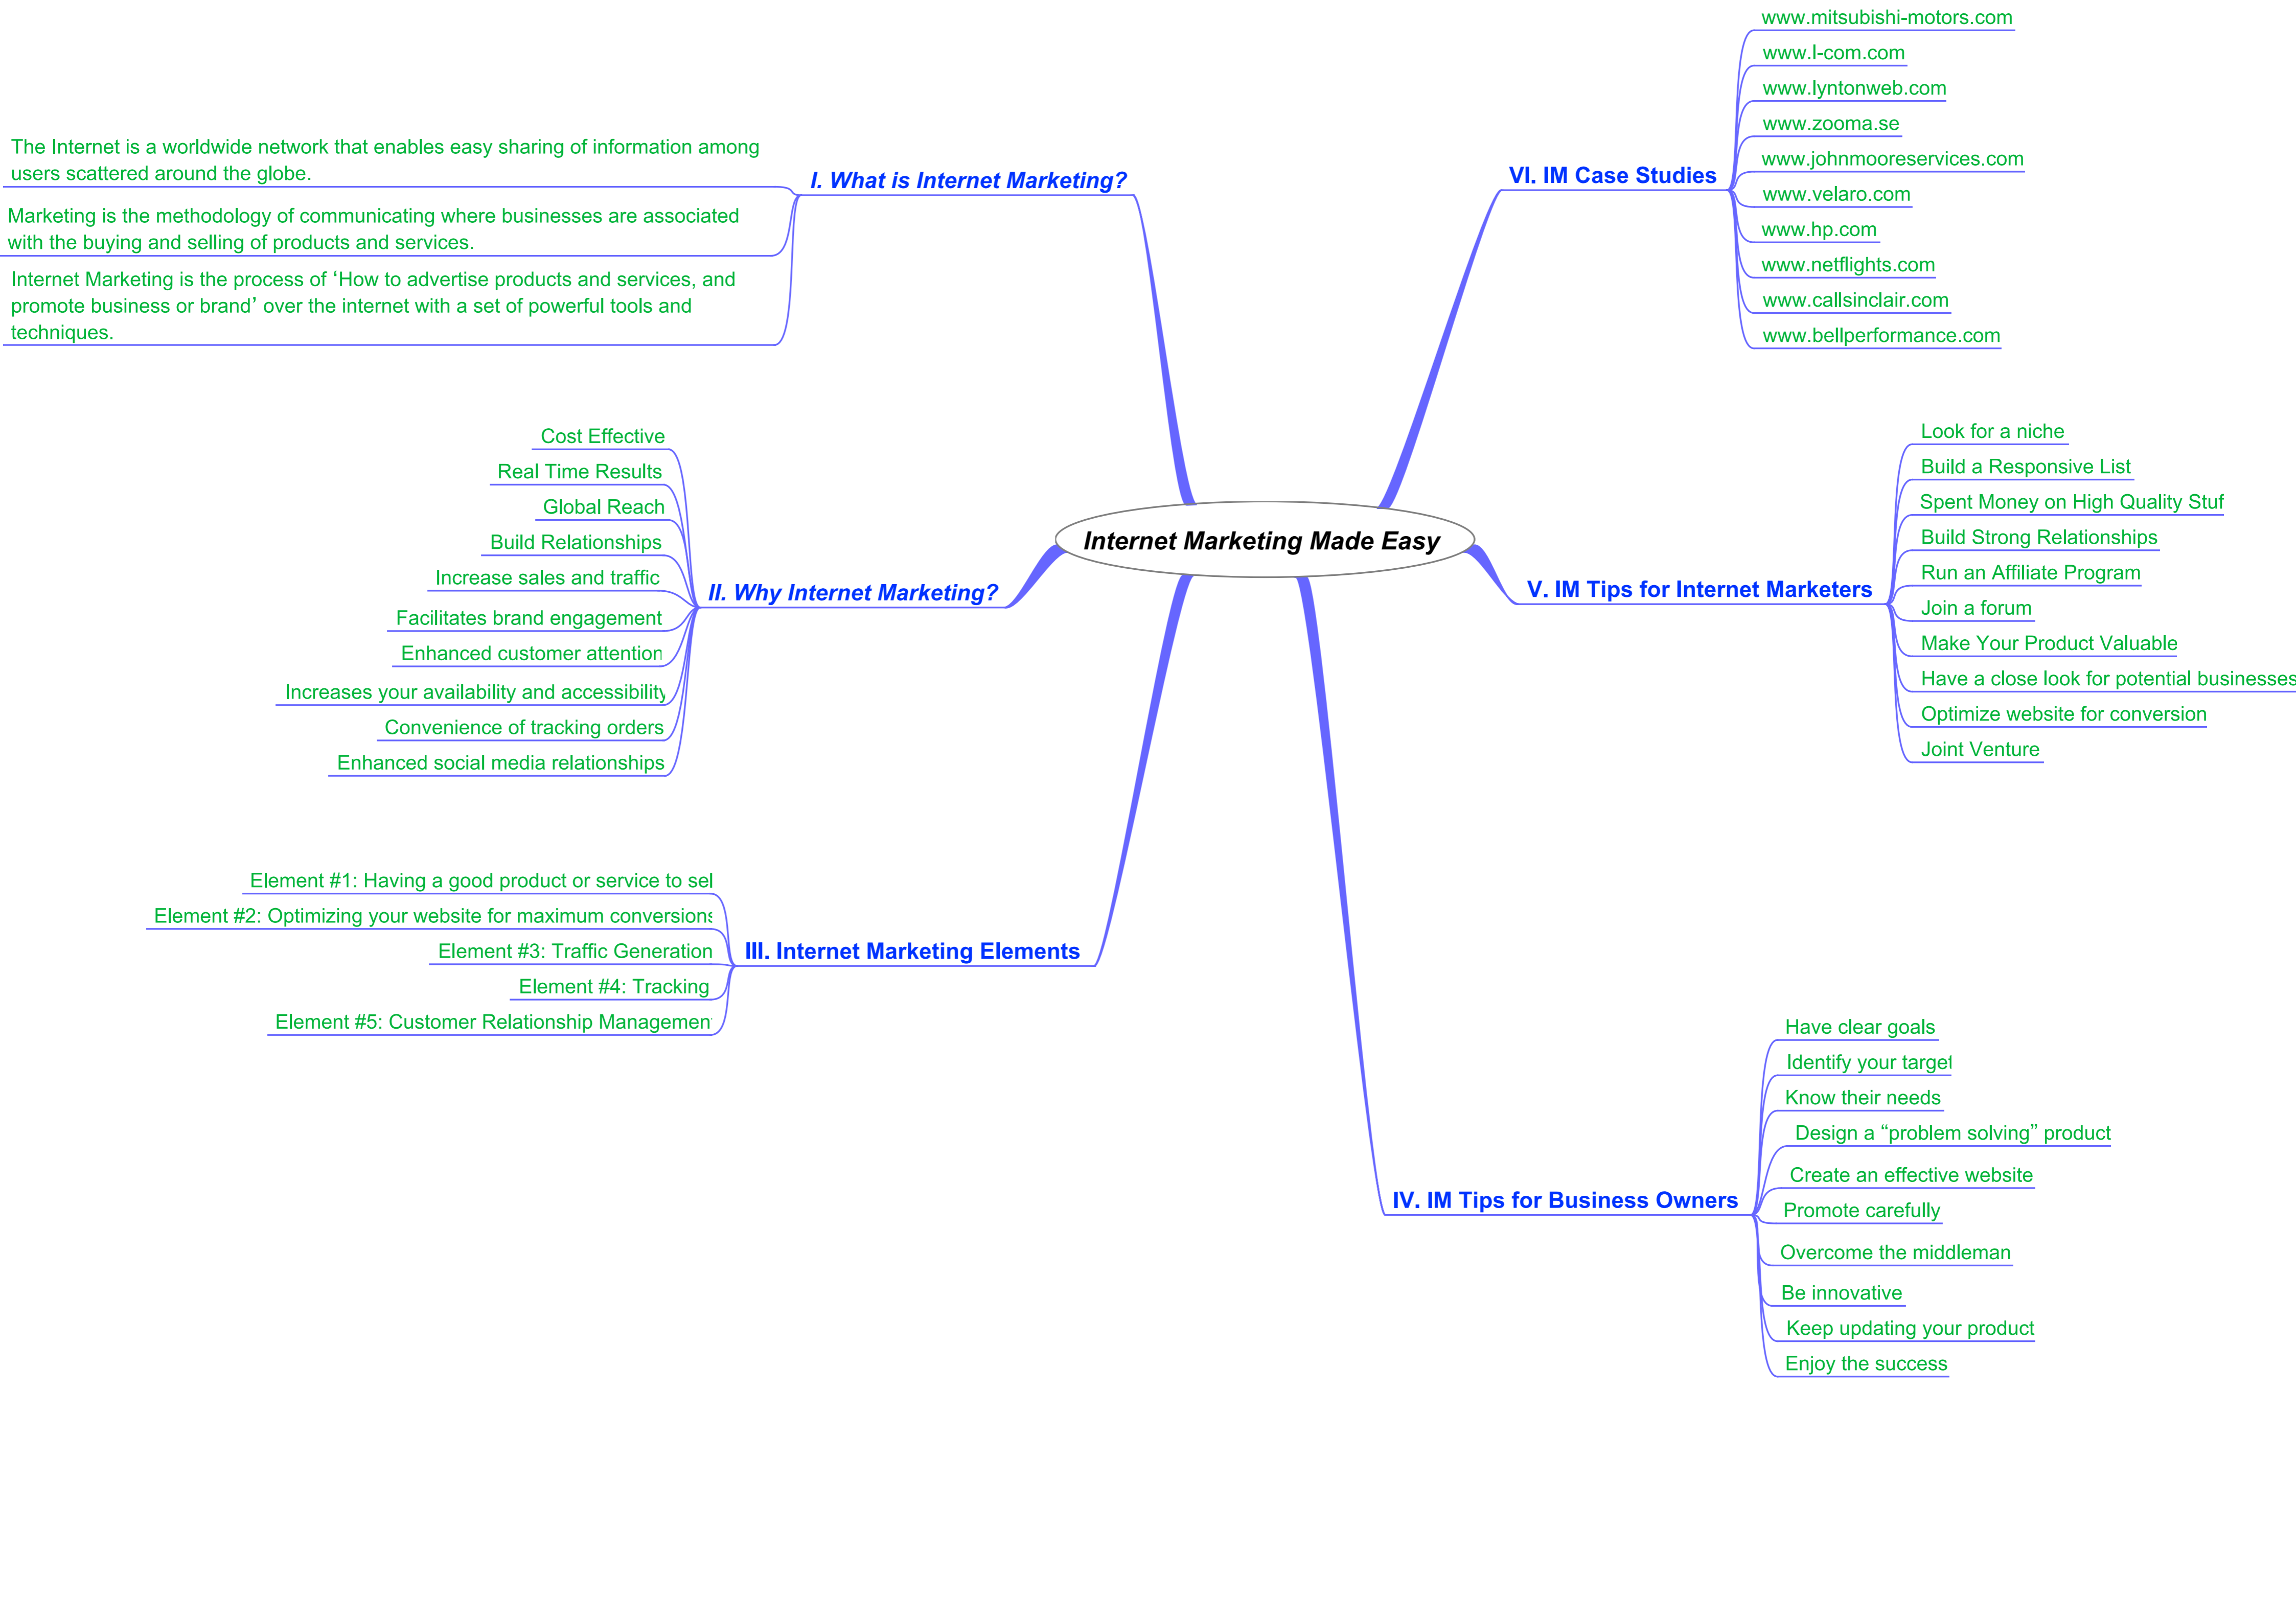 Internet Marketing Made Easy
I. What is Internet Marketing?
The Internet is a worldwide network that enables easy sharing of information among
users scattered around the globe.
Marketing is the methodology of communicating where businesses are associated
with the buying and selling of products and services.
Internet Marketing is the process of ‘How to advertise products and services, and
promote business or brand’ over the internet with a set of powerful tools and
techniques.
II. Why Internet Marketing?
Cost Effective
Real Time Results
Global Reach
Build Relationships
Increase sales and traffic
Facilitates brand engagement
Enhanced customer attention
Increases your availability and accessibility
Convenience of tracking orders
Enhanced social media relationships
III. Internet Marketing Elements
Element #1: Having a good product or service to sel
Element #2: Optimizing your website for maximum conversions
Element #3: Traffic Generation
Element #4: Tracking
Element #5: Customer Relationship Managemen
IV. IM Tips for Business Owners
Have clear goals
Identify your target
Know their needs
Design a “problem solving” product
Create an effective website
Promote carefully
Overcome the middleman
Be innovative
Keep updating your product
Enjoy the success
V. IM Tips for Internet Marketers
Look for a niche
Build a Responsive List
Spent Money on High Quality Stuf
Build Strong Relationships
Run an Affiliate Program
Join a forum
Make Your Product Valuable
Have a close look for potential businesses
Optimize website for conversion
Joint Venture
VI. IM Case Studies
www.mitsubishi-motors.com
www.l-com.com
www.lyntonweb.com
www.zooma.se
www.johnmooreservices.com
www.velaro.com
www.hp.com
www.netflights.com
www.callsinclair.com
www.bellperformance.com